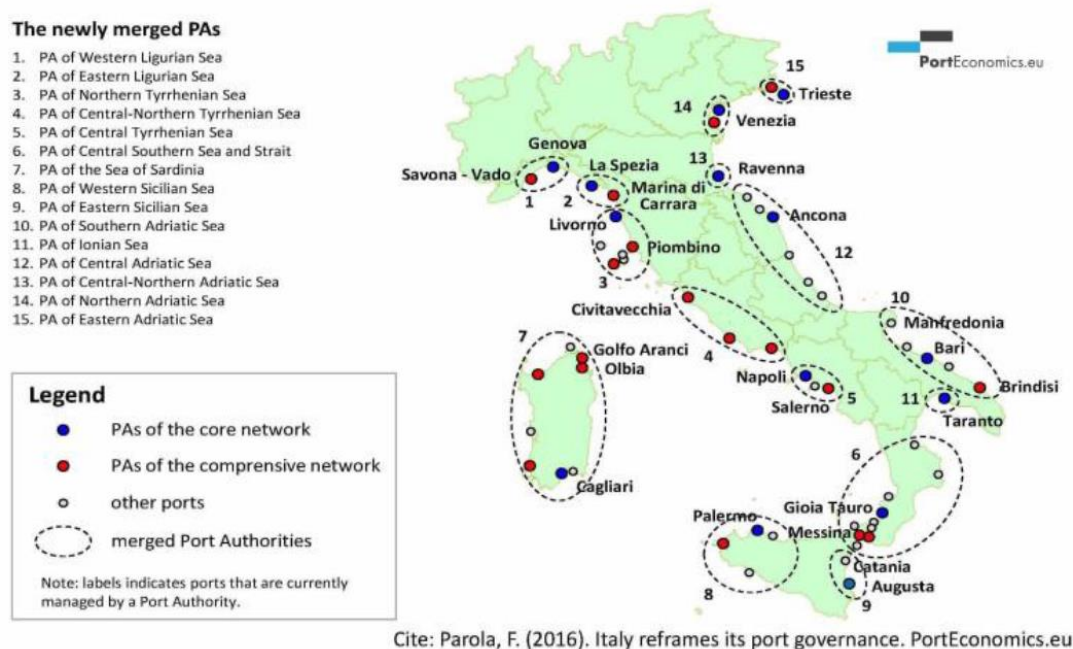 The newly merged PAs
1. PA of Western Ligurian Sea
2. PA of Eastern Ligurian Sea
3. PA of Northern Tyrrhenian Sea
4. PA of Central-Northern Tyrrhenian Sea
5. PA of Central Tyrrhenian Sea
6. PA of Central Southern Sea and Strait
7. PA of the Sea of Sardinia
8. PA of Western Sicilian Sea
9. PA of Eastern Sicilian Sea
10. PA of Southern Adriatic Sea
11. PA of Ionian Sea
12. PA of Central Adriatic Sea
13. PA of Central-Northern Adriatic Sea
14. PA of Northern Adriatic Sea
15. PA of Eastern Adriatic Sea
PortEconomics.eu
15
Trieste
14
Venezia
Genova
13
Ravenna
Savona - Vado
La Spezia
1
2
Marina di
Carrara
Livorno
Ancona
Piombino
12
3
Civitavecchia
10
Manfredonia
7
Golfo Aranci
Olbia
4
Bari
Napoli
Brindisi
Salerno
5
11
Taranto
6
Cagliari
Gioia Tauro
Palermo
Messina
Catania
Augusta
8
9
Legend
PAs of the core network
PAs of the comprensive network
other ports
merged Port Authorities
Note: labels indicates ports that are currently
managed by a Port Authority.
Cite: Parola, F. (2016). Italy reframes its port governance. PortEconomics.eu